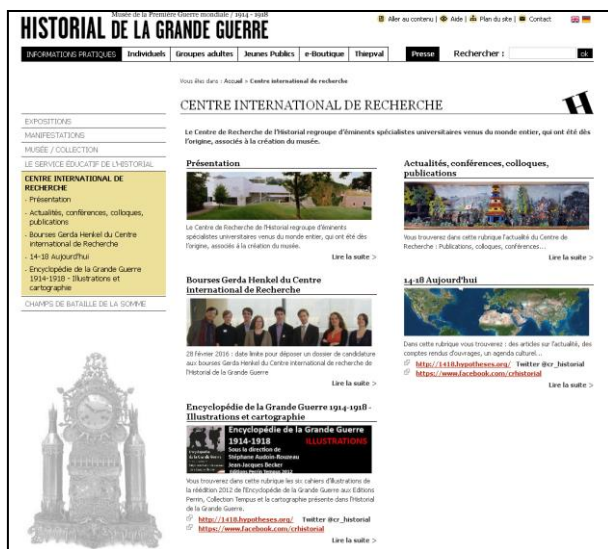 Musée de la Première Guerre mondiale / 1914 - 1918
HISTORIAL DE LA GRANDE GUERRE
Aller au contenu | Aide | Plan du site | Contact
INFORMATIONS PRATIQUES Individuels Groupes adultes Jeunes Publics e-Boutique Thiepval Presse Rechercher : ok
Vous êtes dans : Accueil > Centre international de recherche
CENTRE INTERNATIONAL DE RECHERCHE
H
Le Centre de Recherche de l'Historial regroupe d'éminents spécialistes universitaires venus du monde entier, qui ont été dès
l'origine, associés à la création du musée.
EXPOSITIONS
MANIFESTATIONS
MUSÉE / COLLECTION
LE SERVICE ÉDUCATIF DE L'HISTORIAL
CENTRE INTERNATIONAL DE
RECHERCHE
- Présentation
- Actualités, conférences, colloques,
publications
- Bourses Gerda Henkel du Centre
international de Recherche
- 14-18 Aujourd'hui
- Encyclopédie de la Grande Guerre
1914-1918 - Illustrations et
cartographie
CHAMPS DE BATAILLE DE LA SOMME
Présentation
Le Centre de Recherche de l'Historial regroupe d'éminents
spécialistes universitaires venus du monde entier, qui ont été dès
l'origine, associés à la création du musée.
Lire la suite >
Actualités, conférences, colloques,
publications
Vous trouverez dans cette rubrique l'actualité du Centre de
Recherche : Publications, colloques, conférences...
Lire la suite >
Bourses Gerda Henkel du Centre
international de Recherche
28 février 2016 : date limite pour déposer un dossier de candidature
aux bourses Gerda Henkel du Centre international de recherche de
l'Historial de la Grande Guerre
Lire la suite >
14-18 Aujourd'hui
Dans cette rubrique vous trouverez : des articles sur l'actualité, des
comptes rendus d'ouvrages, un agenda culturel...
http://1418.hypotheses.org/ Twitter @cr_historial
https://www.facebook.com/crhistorial
Lire la suite >
Encyclopédie de la Grande Guerre 1914-1918 -
Illustrations et cartographie
Encyclopédie de la Grande Guerre
1914-1918 ILLUSTRATIONS
Sous la direction de
Stéphane Audoin-Rouzeau
Jean-Jacques Becker
Editions Perrin Tempus 2012
Vous trouverez dans cette rubrique les six cahiers d'illustrations de
la réédition 2012 de l'Encyclopédie de la Grande Guerre aux Editions
Perrin, Collection Tempus et la cartographie présente dans l'Historial
de la Grande Guerre.
http://1418.hypotheses.org/ Twitter @cr_historial
https://www.facebook.com/crhistorial
Lire la suite >